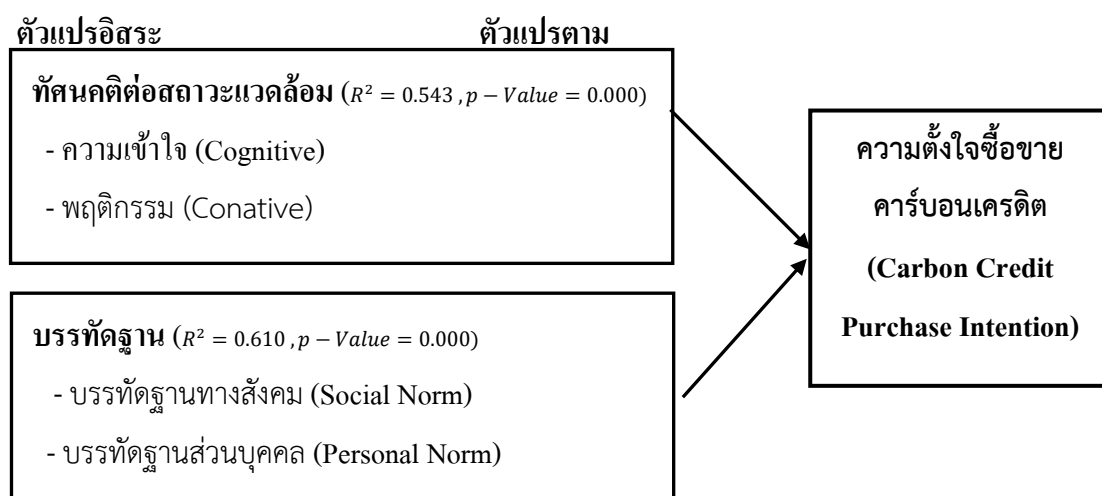 ตัวแปรอิสระ ตัวแปรตาม
ทัศนคติต่อสถาวะแวดล้อม (R² = 0.543 , p − Value = 0.000)
- ความเข้าใจ (Cognitive)
- พฤติกรรม (Conative)
บรรทัดฐาน (R² = 0.610 , p − Value = 0.000)
- บรรทัดฐานทางสังคม (Social Norm)
- บรรทัดฐานส่วนบุคคล (Personal Norm)
ความตั้งใจซื้อขาย
คาร์บอนเครดิต
(Carbon Credit
Purchase Intention)